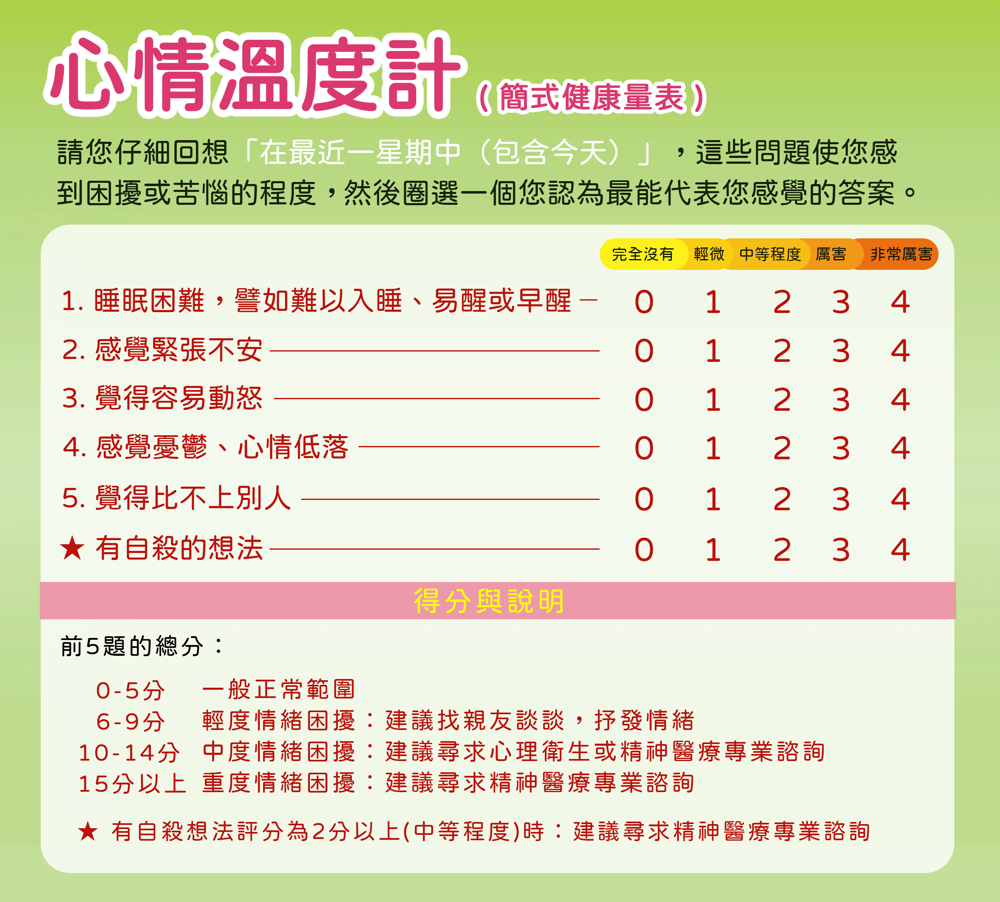 心情溫度計(簡式健康量表)
請您仔細回想「在最近一星期中（包含今天）」，這些問題使您感
到困擾或苦惱的程度，然後圈選一個您認為最能代表您感覺的答案。
完全沒有 輕微 中等程度 厲害 非常厲害
1. 睡眠困難，譬如難以入睡、易醒或早醒 0 1 2 3 4
2. 感覺緊張不安 0 1 2 3 4
3. 覺得容易動怒 0 1 2 3 4
4. 感覺憂鬱、心情低落 0 1 2 3 4
5. 覺得比不上別人 0 1 2 3 4
★ 有自殺的想法 0 1 2 3 4
得分與說明
前5題的總分：
0-5分 一般正常範圍
6-9分 輕度情緒困擾：建議找親友談談，抒發情緒
10-14分 中度情緒困擾：建議尋求心理衛生或精神醫療專業諮詢
15分以上 重度情緒困擾：建議尋求精神醫療專業諮詢
★ 有自殺想法評分為2分以上(中等程度)時：建議尋求精神醫療專業諮詢